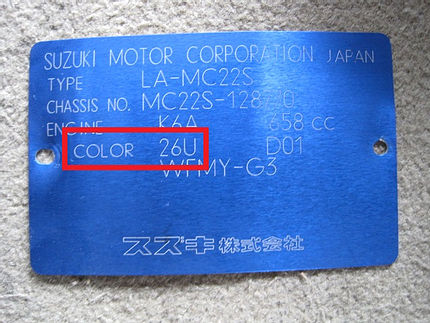 SUZUKI MOTOR CORPORATION JAPAN
TYPE LA-MC22S
CHASSIS NO.
ENGINE K6A 658 cc
COLOR 26U D01
WFMY-G3
スズキ株式会社